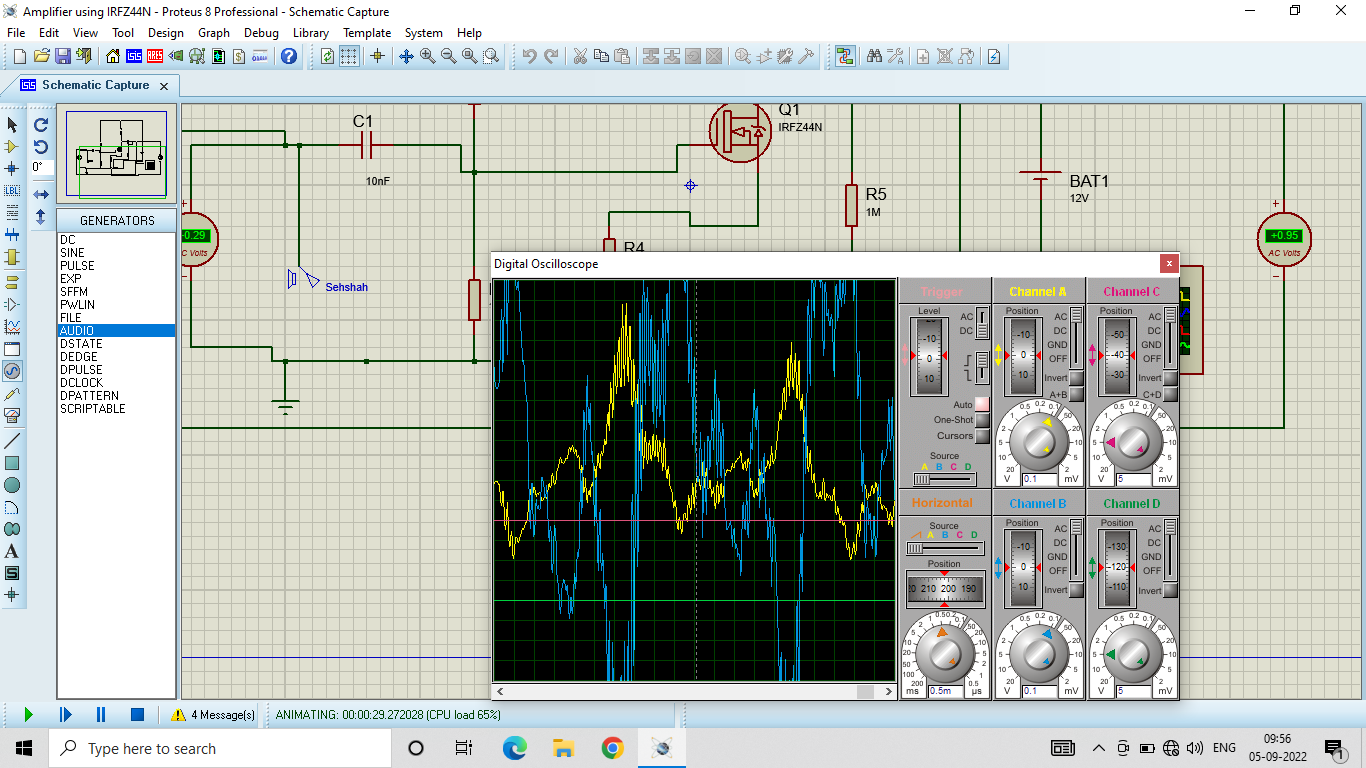 Amplifier using IRFZ44N - Proteus 8 Professional - Schematic Capture
File Edit View Tool Design Graph Debug Library Template System Help
Schematic Capture
0°
LBL
GENERATORS
DC
SINE
PULSE
EXP
SFFM
PWLIN
FILE
AUDIO
DSTATE
DEDGE
DPULSE
DCLOCK
DPATTERN
SCRIPTABLE
C1
10nF
Q1
IRFZ44N
R5
1M
BAT1
12V
R4
-0.29
C Volts
Sehshah
+0.95
AC Volts
Digital Oscilloscope
Trigger
Level
-10
0
10
AC
DC
Auto
One-Shot
Cursors
Source
A B C D
Channel A
Position
-10
0
10
AC
DC
GND
OFF
Invert
A+B
V 0.1 mV
Channel C
Position
-50
-40
-30
AC
DC
GND
OFF
Invert
C+D
V 5 mV
Horizontal
Source
A B C D
Position
210 200 190
ms 0.5m µs
Channel B
Position
-10
0
10
AC
DC
GND
OFF
Invert
V 0.1 mV
Channel D
Position
-130
-120
-110
AC
DC
GND
OFF
Invert
V 5 mV
4 Message(s)
ANIMATING: 00:00:29.272028 (CPU load 65%)
Type here to search
ENG
09:56
05-09-2022
1